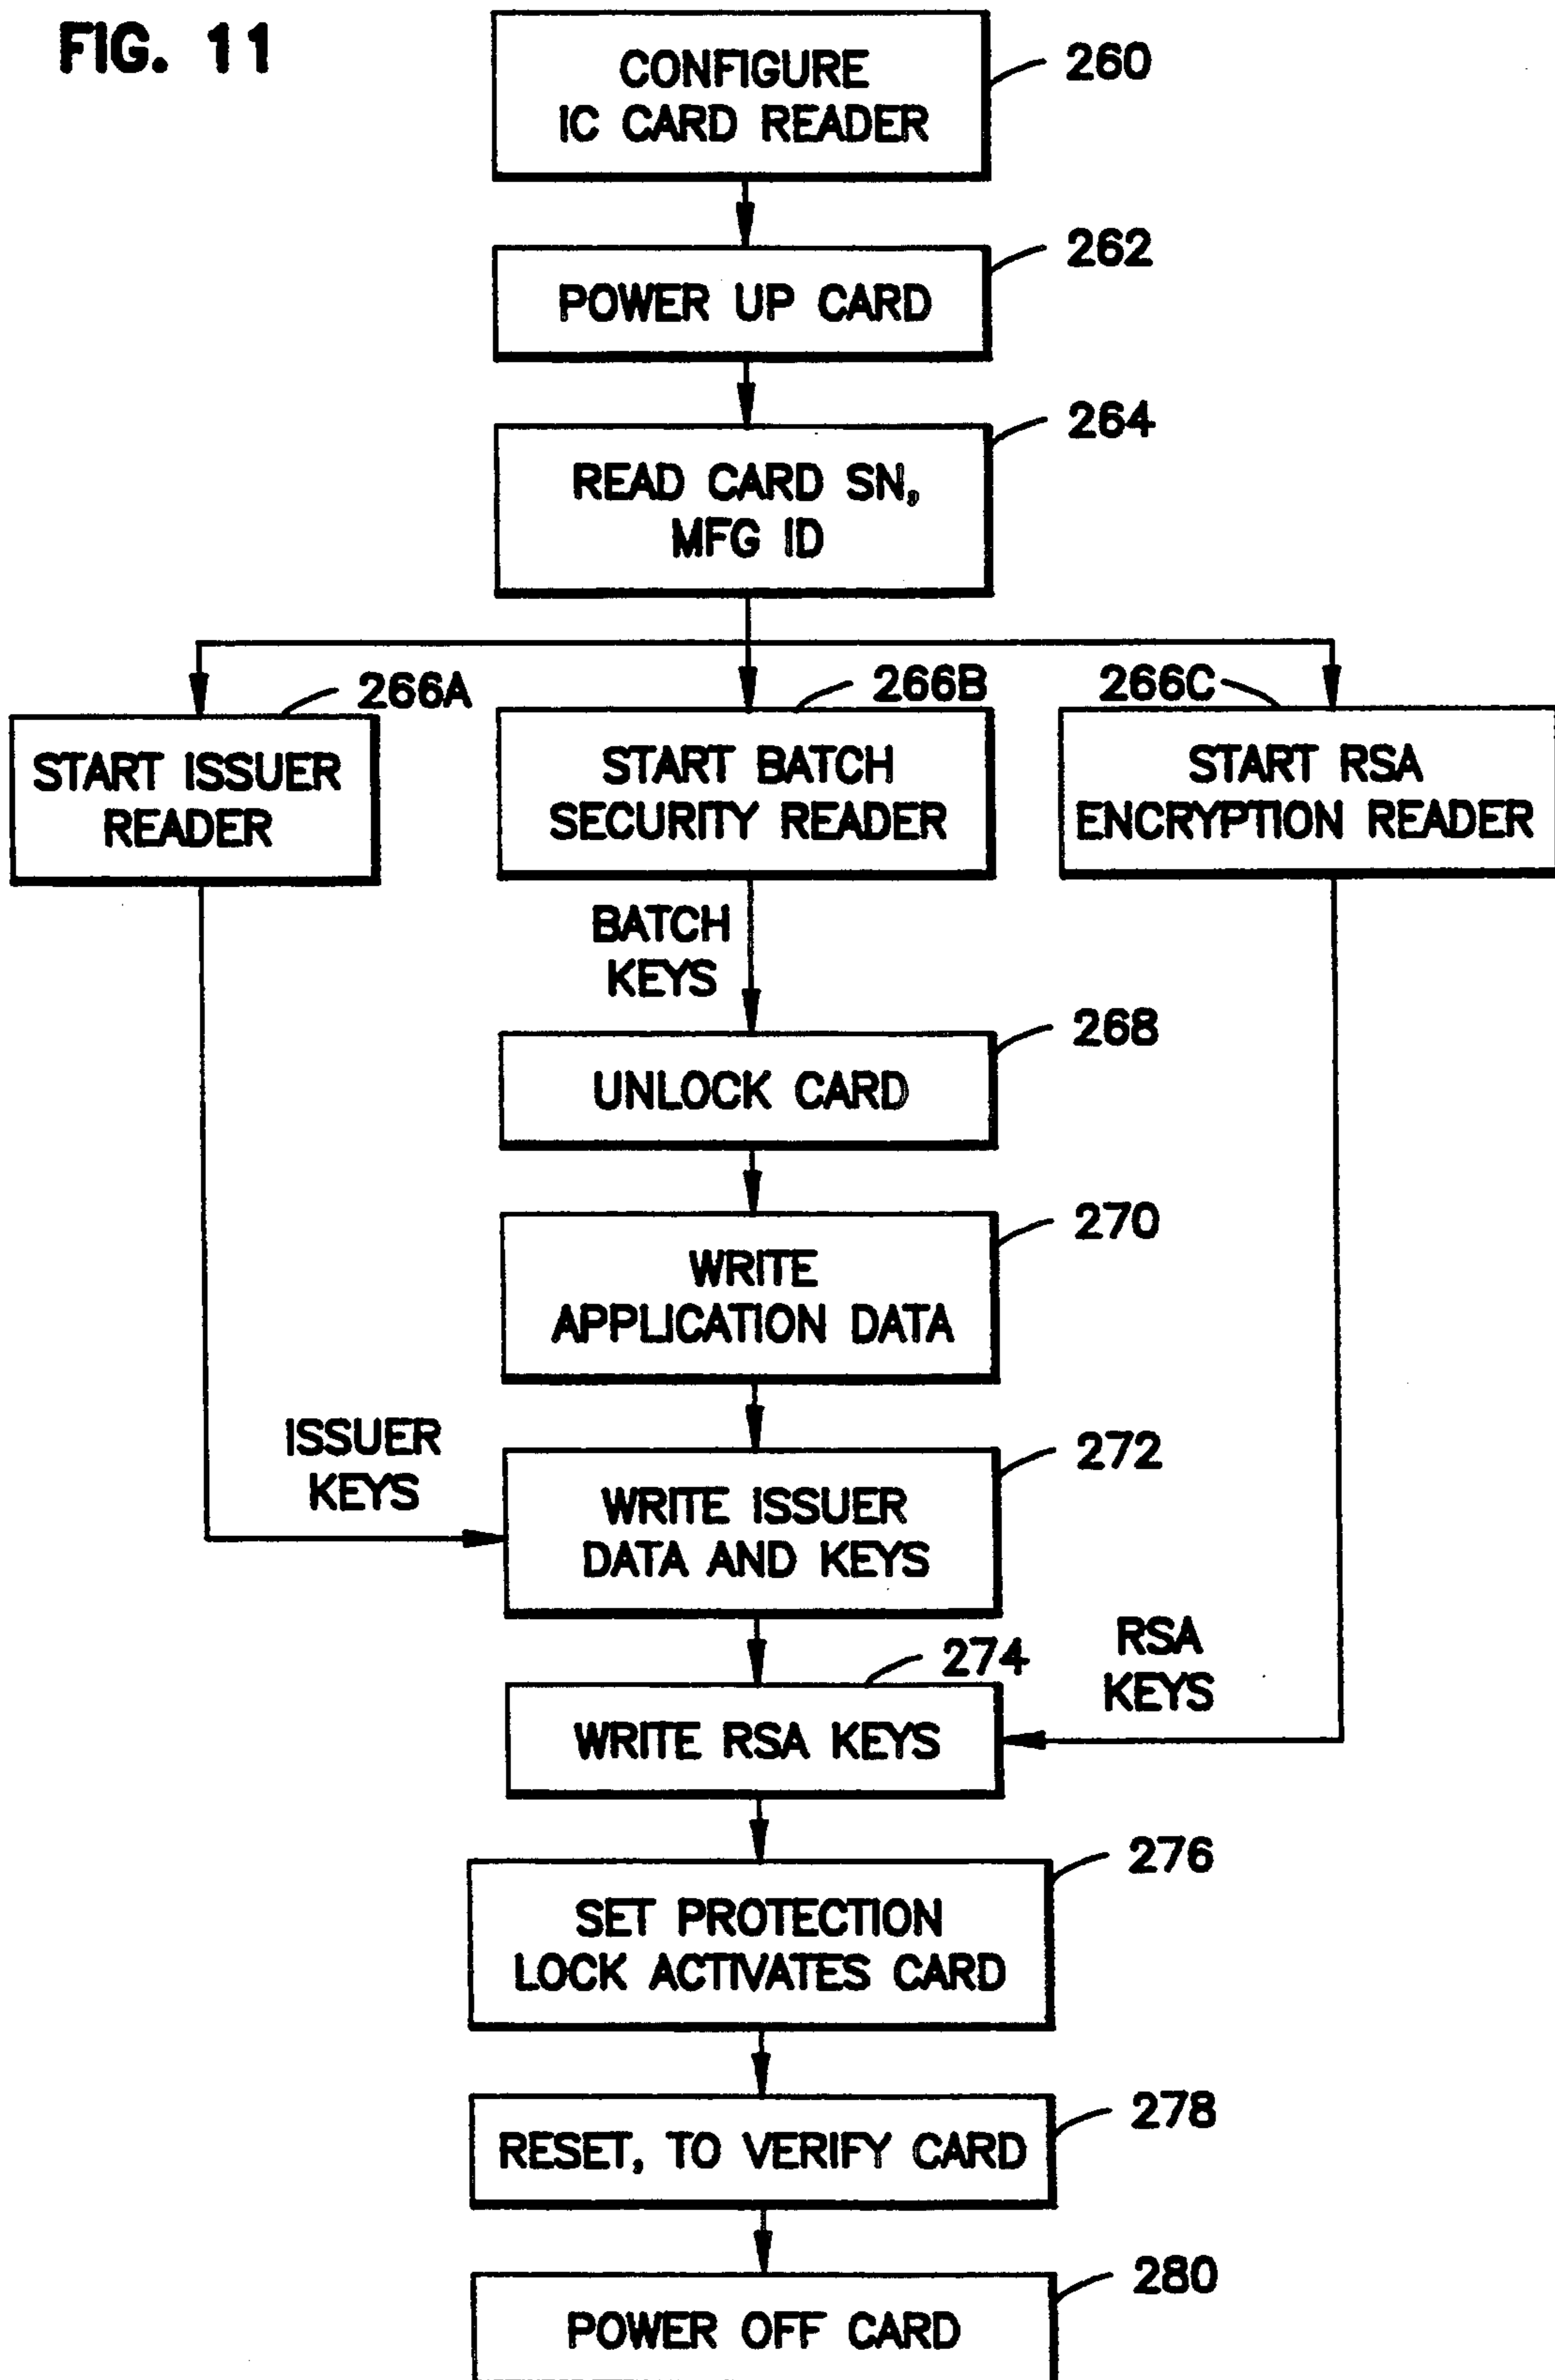 FIG. 11
CONFIGURE
IC CARD READER
260
POWER UP CARD
262
READ CARD SN,
MFG ID
264
START ISSUER
READER
266A
START BATCH
SECURITY READER
266B
START RSA
ENCRYPTION READER
266C
BATCH
KEYS
UNLOCK CARD
268
WRITE
APPLICATION DATA
270
ISSUER
KEYS
WRITE ISSUER
DATA AND KEYS
272
RSA
KEYS
WRITE RSA KEYS
274
SET PROTECTION
LOCK ACTIVATES CARD
276
RESET, TO VERIFY CARD
278
POWER OFF CARD
280